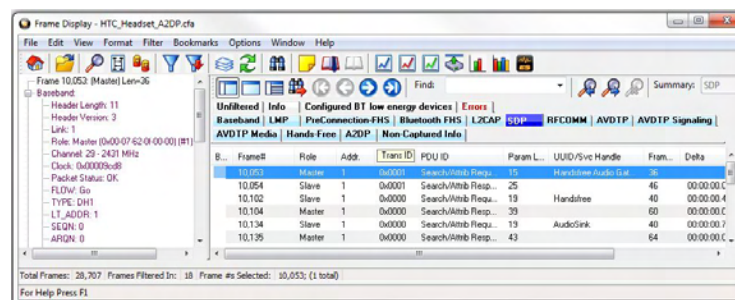 Frame Display - HTC_Headset_A2DP.cfa
File Edit View Format Filter Bookmarks Options Window Help
Find: Summary: SDP
Frame 10,053: (Master) Len=36
Baseband:
Header Length: 11
Header Version: 3
Link: 1
Role: Master (0x00-07-62-0f-00-00) (#1)
Channel: 29 - 2431 MHz
Clock: 0x00009cd8
Packet Status: OK
FLOW: Go
TYPE: DH1
LT_ADDR: 1
SEQN: 0
ARQN: 0
Unfiltered Info Configured BT low energy devices Errors
Baseband LMP PreConnection-FHS Bluetooth FHS L2CAP SDP RFCOMM AVDTP AVDTP Signaling
AVDTP Media Hands-Free A2DP Non-Captured Info
B... Frame# Role Addr. Trans ID PDU ID Param L... UUID/Svc Handle Fram... Delta
10,053 Master 1 0x0001 Search/Attrib Requ... 15 Handsfree Audio Gat... 36
10,054 Slave 1 0x0001 Search/Attrib Resp... 25 46 00:00:00.
10,102 Slave 1 0x0000 Search/Attrib Requ... 19 Handsfree 40 00:00:00.4
10,104 Master 1 0x0000 Search/Attrib Resp... 39 60 00:00:00.
10,134 Slave 1 0x0000 Search/Attrib Requ... 19 AudioSink 40 00:00:00.7
10,135 Master 1 0x0000 Search/Attrib Resp... 43 64 00:00:00.
Total Frames: 28,707 Frames Filtered In: 18 Frame #s Selected: 10,053; (1 total)
For Help Press F1